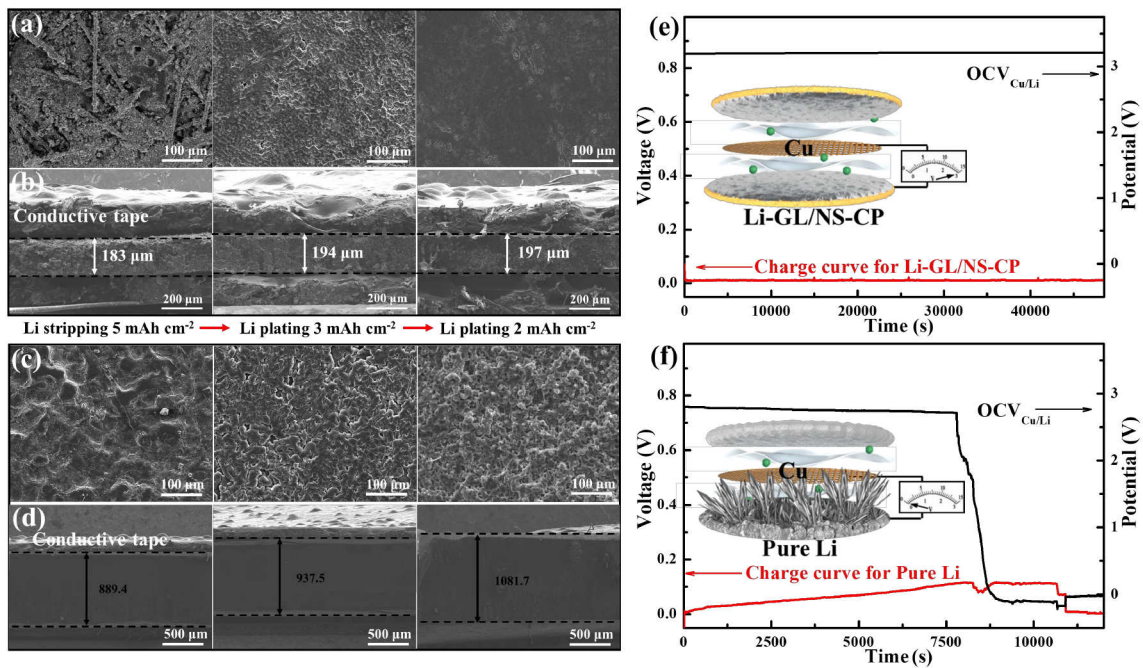 (a)
100 μm
100 μm
100 μm
(b)
Conductive tape
183 μm
194 μm
197 μm
200 μm
200 μm
200 μm
Li stripping 5 mAh cm⁻² Li plating 3 mAh cm⁻² Li plating 2 mAh cm⁻²
(c)
100 μm
100 μm
100 μm
(d)
Conductive tape
889.4
937.5
1081.7
500 μm
500 μm
500 μm
(e)
Voltage (V)
0.8
0.6
0.4
0.2
0.0
OCV Cu/Li
Cu
Li-GL/NS-CP
Charge curve for Li-GL/NS-CP
3
2
1
0
Potential (V)
0 10000 20000 30000 40000
Time (s)
(f)
Voltage (V)
0.8
0.6
0.4
0.2
0.0
OCV Cu/Li
Cu
Pure Li
Charge curve for Pure Li
3
2
1
0
Potential (V)
0 2500 5000 7500 10000
Time (s)